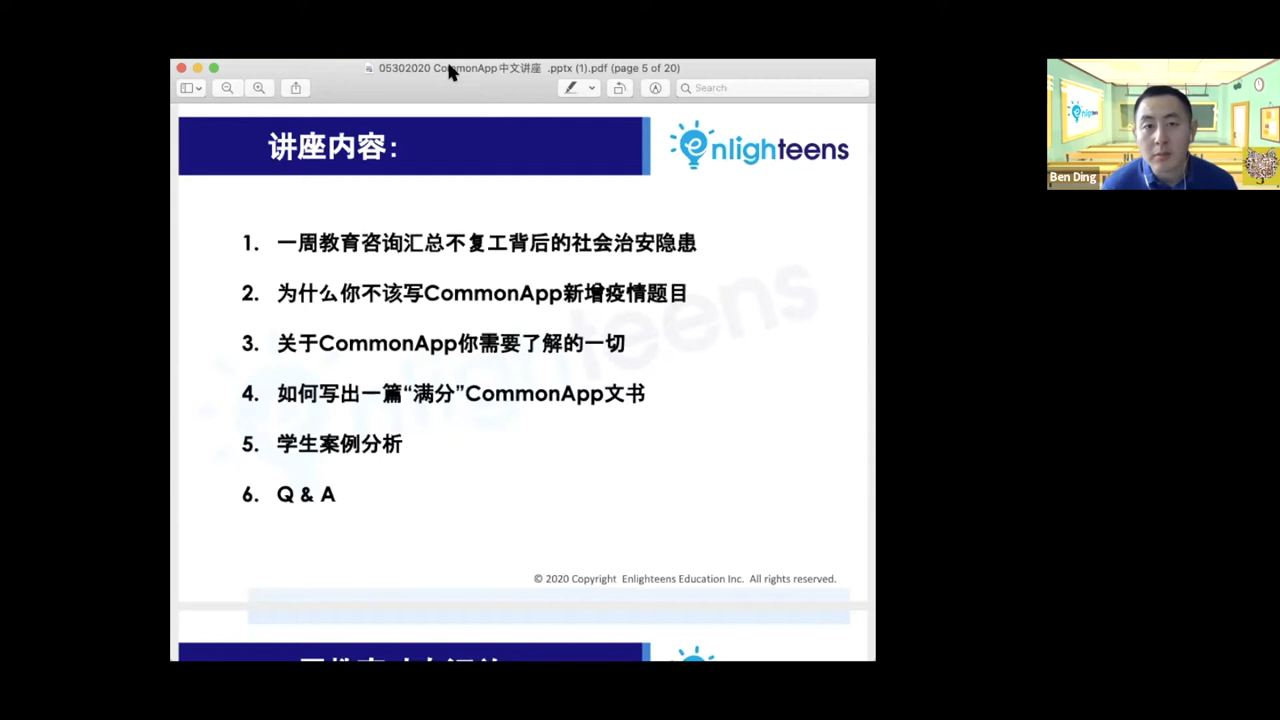 05302020 CommonApp中文讲座 .pptx (1).pdf (page 5 of 20)
Search
讲座内容:
enlighteens
1. 一周教育咨询汇总不复工背后的社会治安隐患
2. 为什么你不该写CommonApp新增疫情题目
3. 关于CommonApp你需要了解的一切
4. 如何写出一篇“满分”CommonApp文书
5. 学生案例分析
6. Q & A
© 2020 Copyright Enlighteens Education Inc. All rights reserved.
Ben Ding